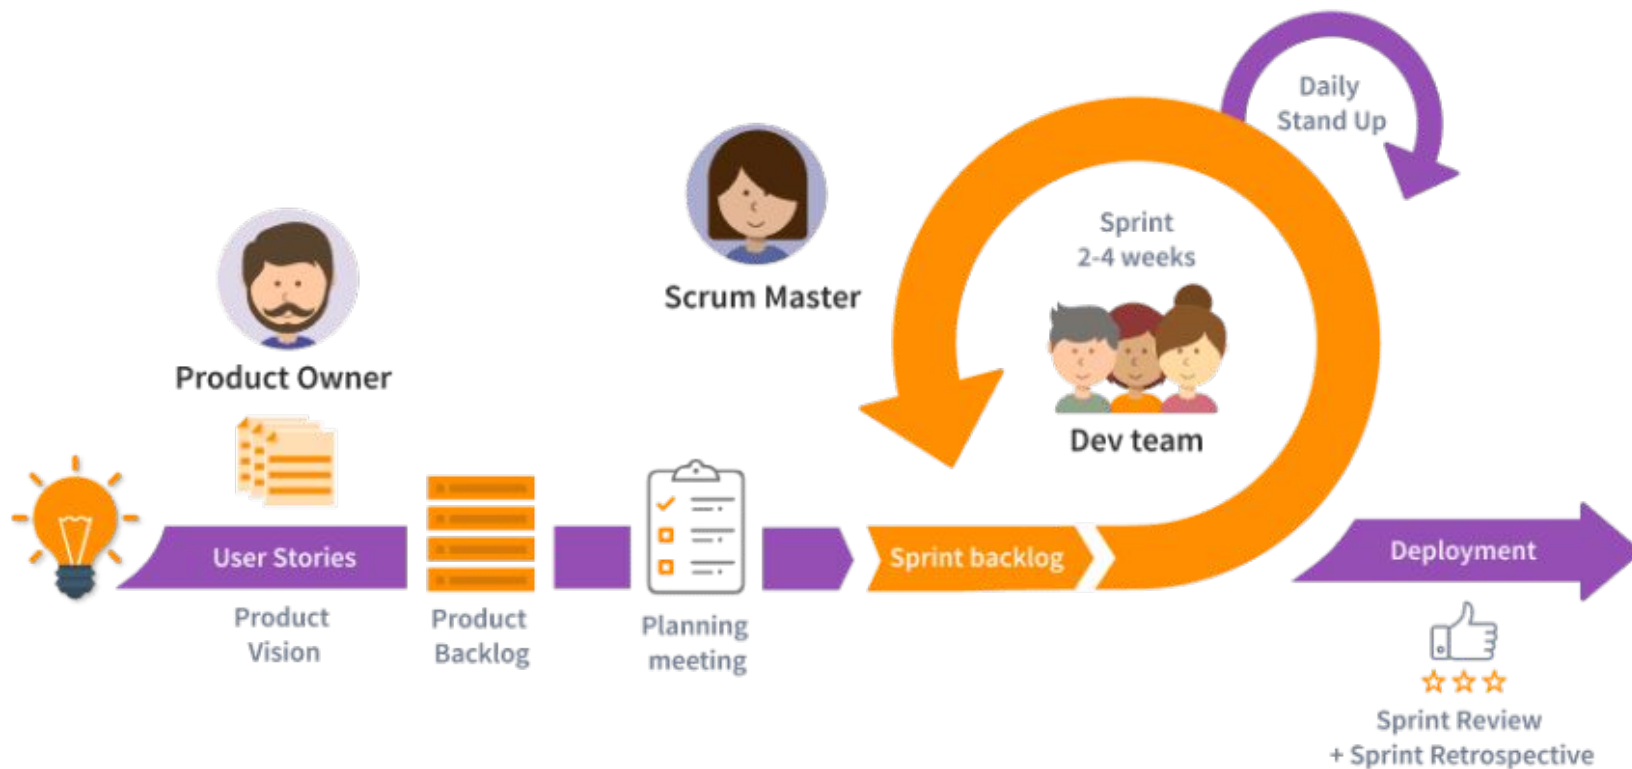 Daily
Stand Up
Sprint
2-4 weeks
Scrum Master
Product Owner
Dev team
User Stories
Sprint backlog
Deployment
Product
Vision
Product
Backlog
Planning
meeting
Sprint Review
+ Sprint Retrospective